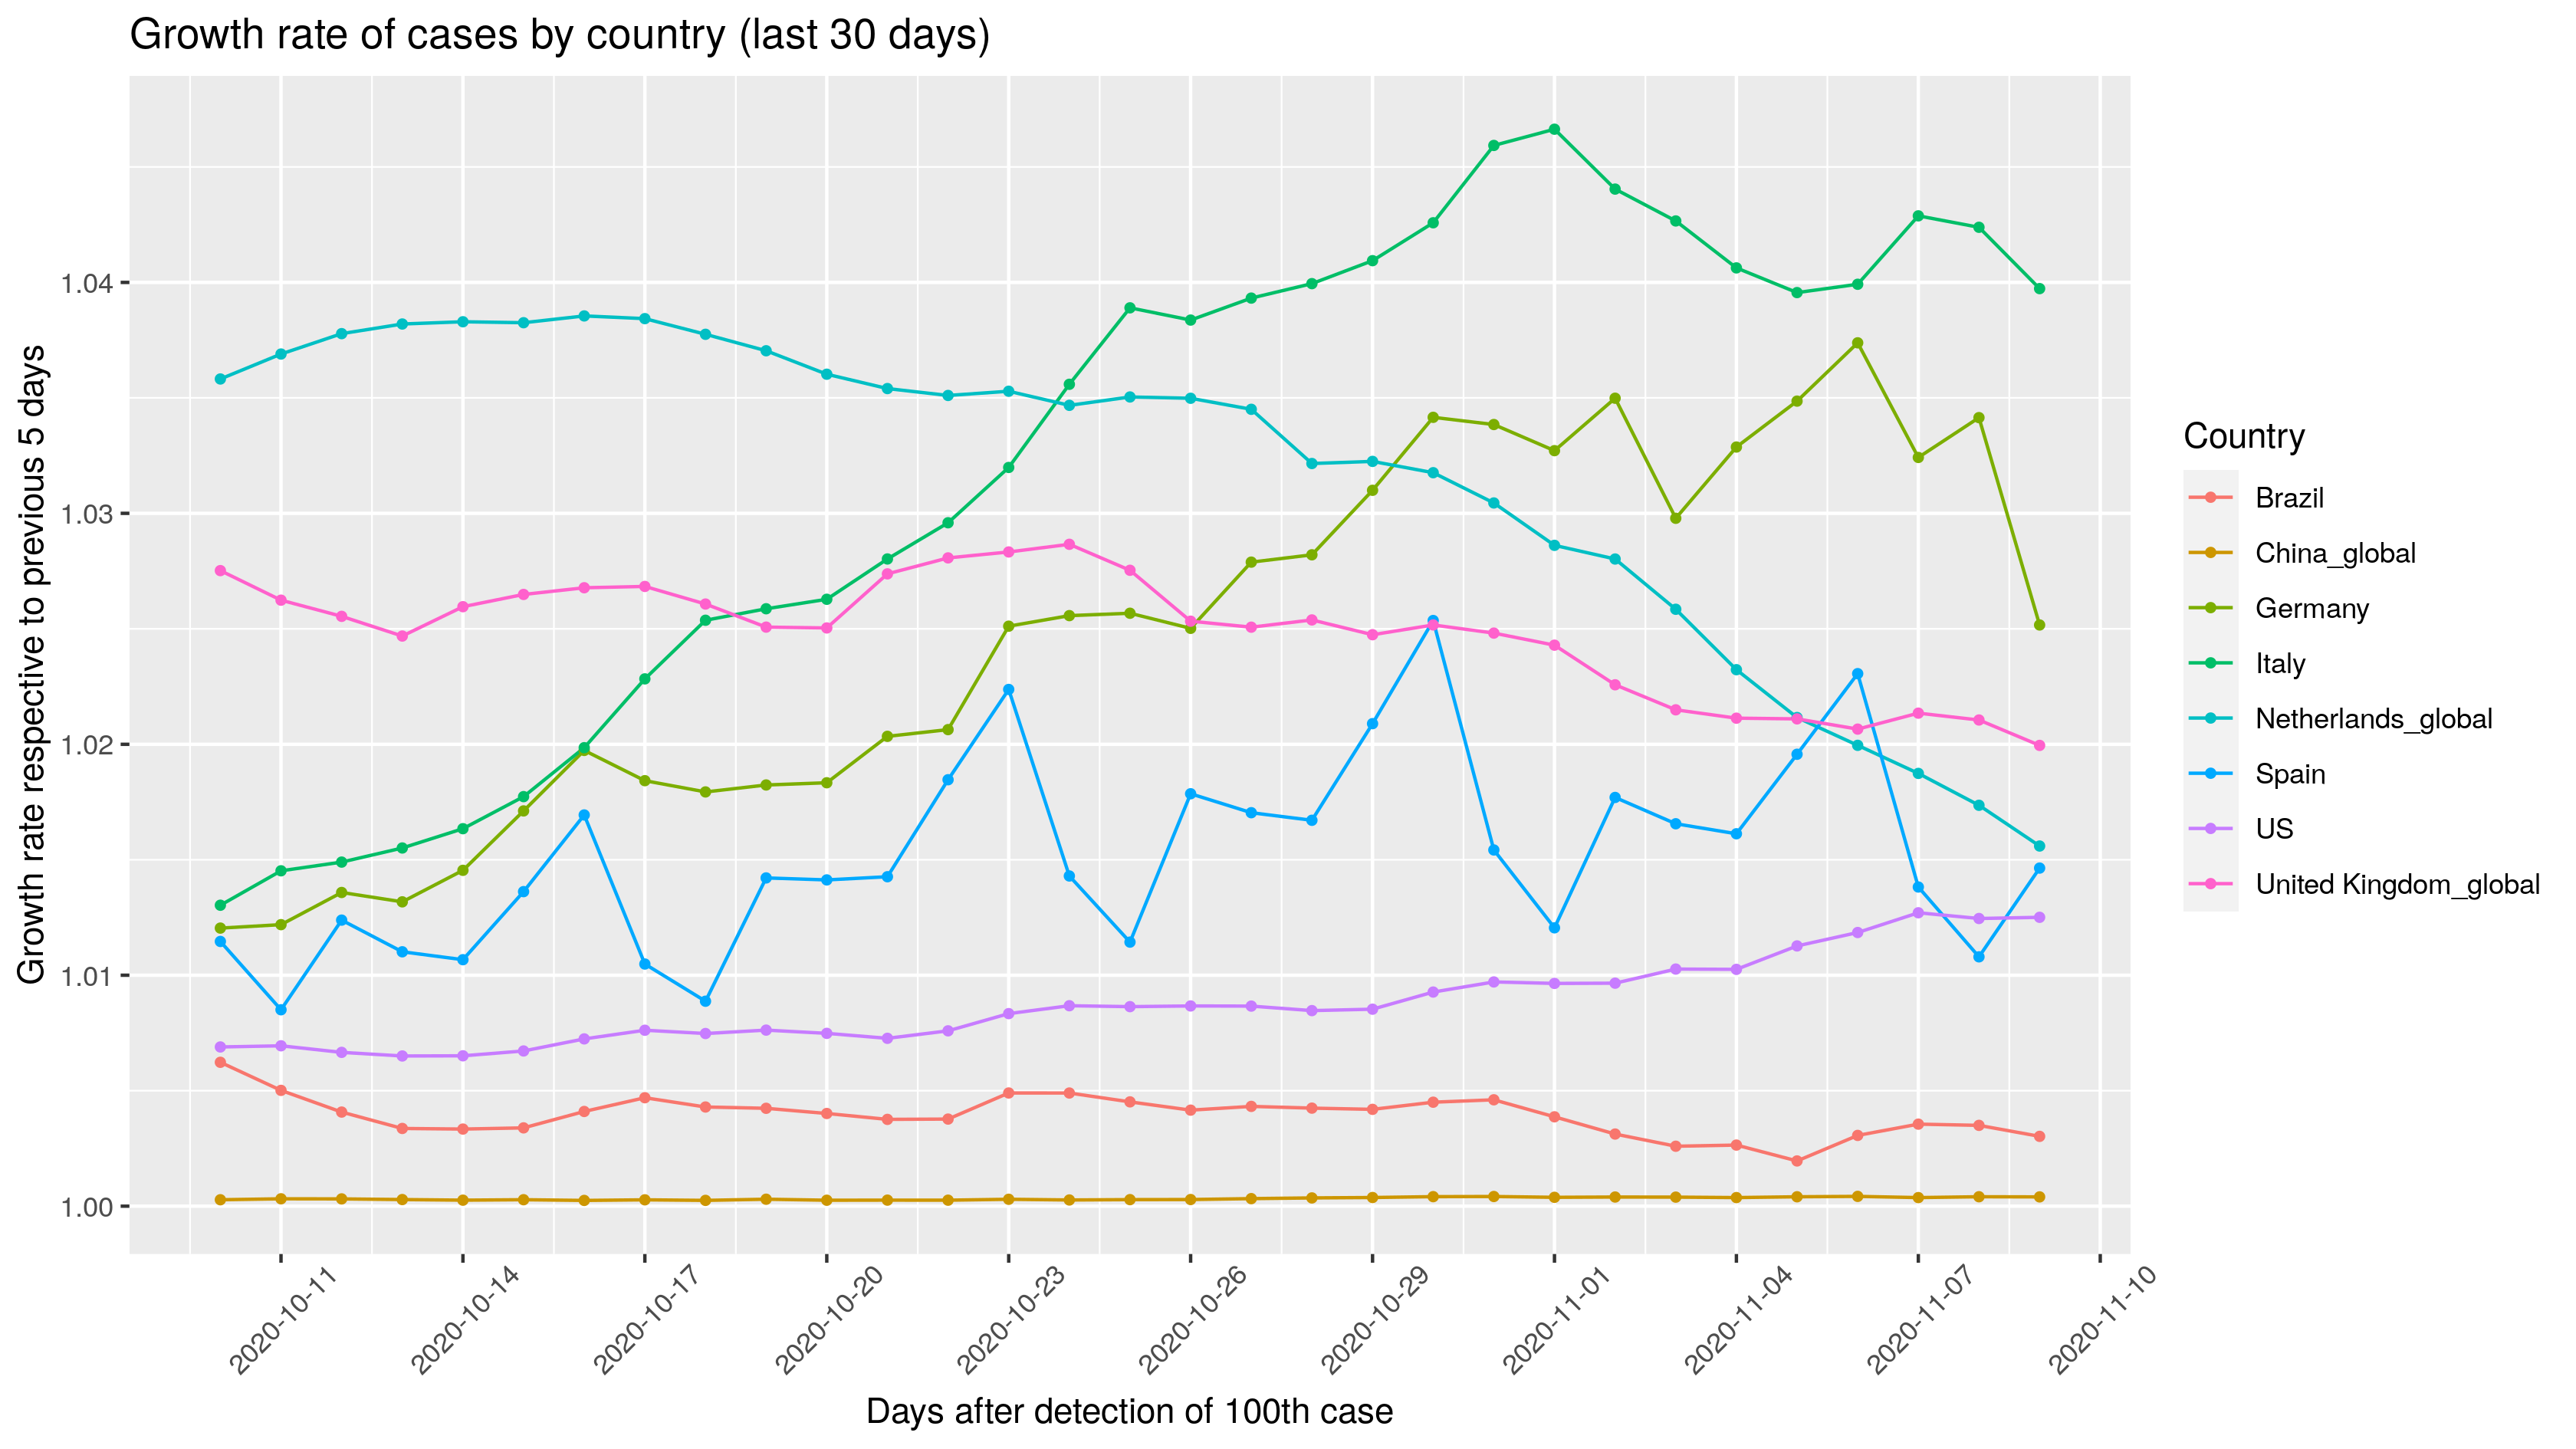 Growth rate of cases by country (last 30 days)
Growth rate respective to previous 5 days
1.04
1.03
1.02
1.01
1.00
2020-10-11
2020-10-14
2020-10-17
2020-10-20
2020-10-23
2020-10-26
2020-10-29
2020-11-01
2020-11-04
2020-11-07
2020-11-10
Days after detection of 100th case
Country
Brazil
China_global
Germany
Italy
Netherlands_global
Spain
US
United Kingdom_global